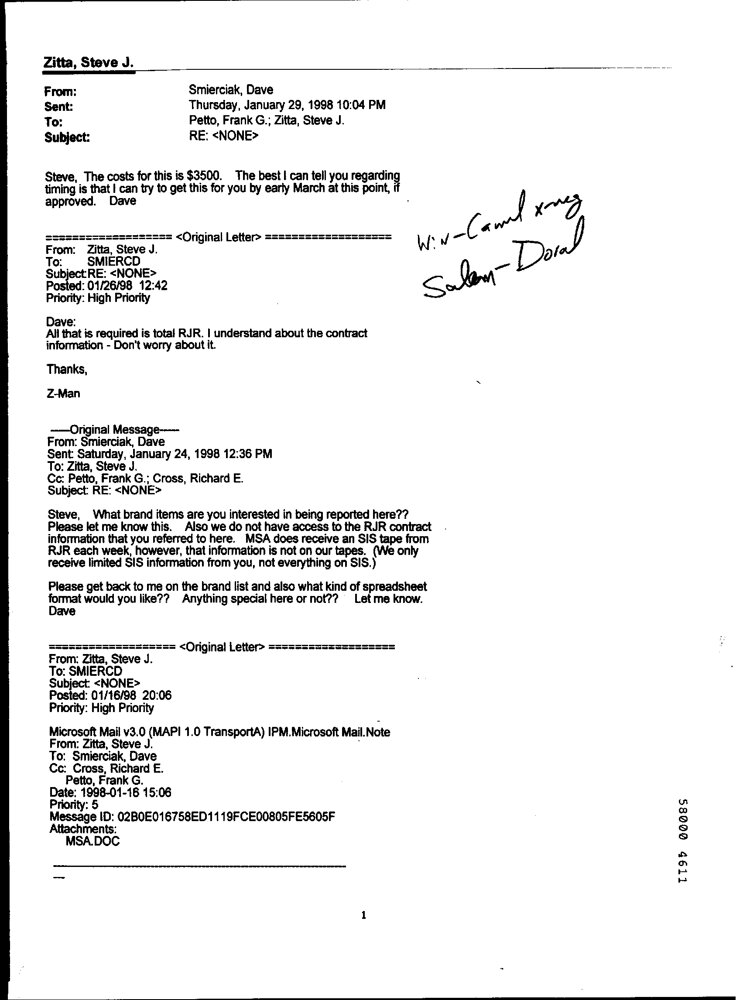 Zitta, Steve J.
From: Smierciak, Dave
Sent: Thursday, January 29, 1998 10:04 PM
To: Petto, Frank G.; Zitta, Steve J.
Subject: RE: <NONE>
Steve, The costs for this is $3500. The best I can tell you regarding
timing is that I can try to get this for you by early March at this point, if
approved. Dave
Win-Camel x-reg
Salem-Doral
=================== <Original Letter> ===================
From: Zitta, Steve J.
To: SMIERCD
Subject:RE: <NONE>
Posted: 01/26/98 12:42
Priority: High Priority
Dave:
All that is required is total RJR. I understand about the contract
information - Don't worry about it.
Thanks,
Z-Man
-----Original Message-----
From: Smierciak, Dave
Sent: Saturday, January 24, 1998 12:36 PM
To: Zitta, Steve J.
Cc: Petto, Frank G.; Cross, Richard E.
Subject: RE: <NONE>
Steve, What brand items are you interested in being reported here??
Please let me know this. Also we do not have access to the RJR contract
information that you referred to here. MSA does receive an SIS tape from
RJR each week, however, that information is not on our tapes. (We only
receive limited SIS information from you, not everything on SIS.)
Please get back to me on the brand list and also what kind of spreadsheet
format would you like?? Anything special here or not?? Let me know.
Dave
=================== <Original Letter> ===================
From: Zitta, Steve J.
To: SMIERCD
Subject: <NONE>
Posted: 01/16/98 20:06
Priority: High Priority
Microsoft Mail v3.0 (MAPI 1.0 TransportA) IPM.Microsoft Mail.Note
From: Zitta, Steve J.
To: Smierciak, Dave
Cc: Cross, Richard E.
Petto, Frank G.
Date: 1998-01-16 15:06
Priority: 5
Message ID: 02B0E016758ED1119FCE00805FE5605F
Attachments:
MSA.DOC
1
58000 4611